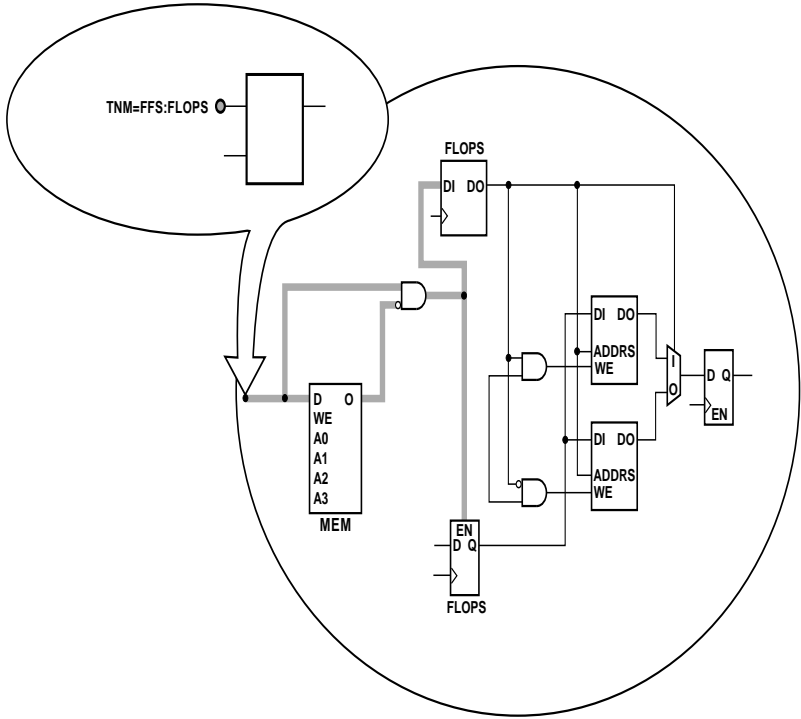 TNM=FFS:FLOPS
FLOPS
DI DO
DI DO
ADDRS
WE
I
O
D Q
EN
D O
WE
A0
A1
A2
A3
MEM
DI DO
ADDRS
WE
EN
D Q
FLOPS